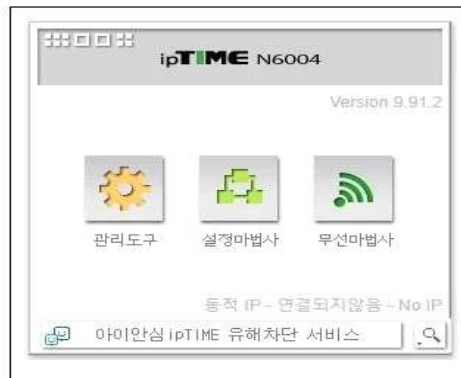 ipTIME N6004
Version 9.91.2
관리도구 설정마법사 무선마법사
동적 IP - 연결되지않음 - No IP
아이안심 ipTIME 유해차단 서비스